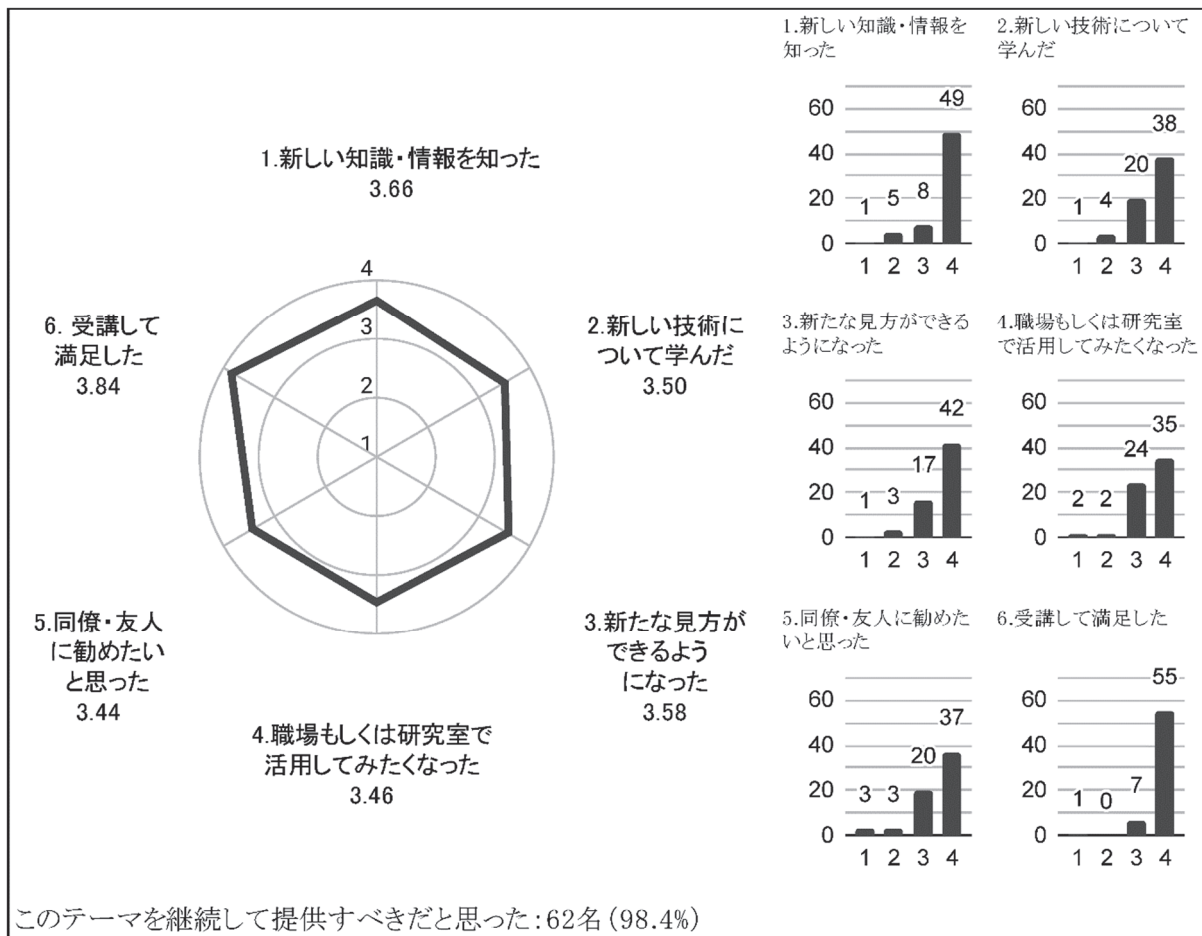 1.新しい知識・情報を知った
3.66
2.新しい技術に
ついて学んだ
3.50
3.新たな見方が
できるよう
になった
3.58
4.職場もしくは研究室で
活用してみたくなった
3.46
5.同僚・友人
に勧めたい
と思った
3.44
6. 受講して
満足した
3.84
4
3
2
1
1.新しい知識・情報を
知った
60
40
20
0
1
5
8
49
1 2 3 4
2.新しい技術について
学んだ
60
40
20
0
1
4
20
38
1 2 3 4
3.新たな見方ができる
ようになった
60
40
20
0
1
3
17
42
1 2 3 4
4.職場もしくは研究室
で活用してみたくなった
60
40
20
0
2
2
24
35
1 2 3 4
5.同僚・友人に勧めた
いと思った
60
40
20
0
3
3
20
37
1 2 3 4
6.受講して満足した
60
40
20
0
1
0
7
55
1 2 3 4
このテーマを継続して提供すべきだと思った:62名(98.4%)